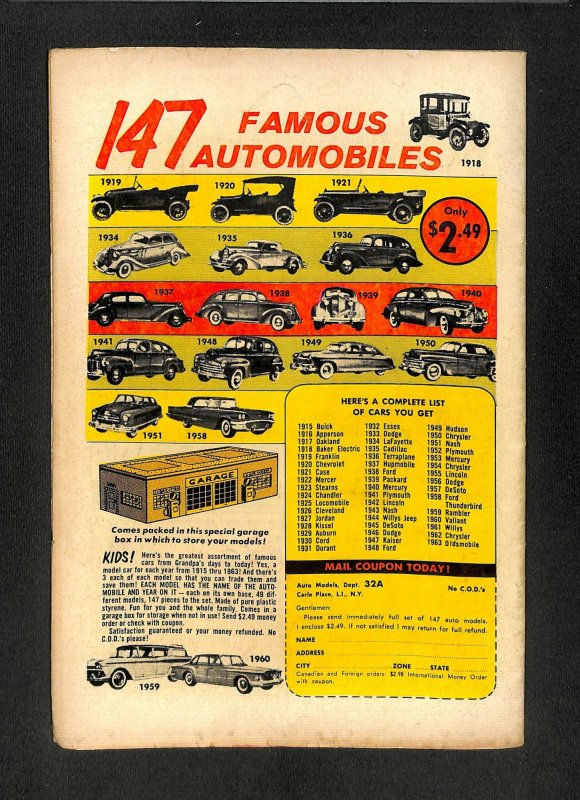 147 FAMOUS
AUTOMOBILES
1918
1919
1920
1921
Only
$2.49
1934
1935
1936
1937
1938
1939
1940
1941
1948
1949
1950
1951
1958
GARAGE
Comes packed in this special garage
box in which to store your models!
KIDS! Here's the greatest assortment of famous
cars from Grandpa's days to today! Yes, a
model car for each year from 1915 thru 1963! And there's
3 each of each model so that you can trade them and
save them! EACH MODEL HAS THE NAME OF THE AUTO-
MOBILE AND YEAR ON IT — each on its own base, 49 dif-
ferent models, 147 pieces to the set. Made of pure plastic
styrene. Fun for you and the whole family. Comes in a
garage box for storage when not in use! Send $2.49 money
order or check with coupon.
Satisfaction guaranteed or your money refunded. No
C.O.D.'s please!
1959
1960
HERE'S A COMPLETE LIST
OF CARS YOU GET
1915 Buick
1916 Apperson
1917 Oakland
1918 Baker Electric
1919 Franklin
1920 Chevrolet
1921 Case
1922 Mercer
1923 Stearns
1924 Chandler
1925 Locomobile
1926 Cleveland
1927 Jordan
1928 Kissel
1929 Auburn
1930 Cord
1931 Durant
1932 Essex
1933 Dodge
1934 LaFayette
1935 Cadillac
1936 Terraplane
1937 Hupmobile
1938 Ford
1939 Packard
1940 Mercury
1941 Plymouth
1942 Lincoln
1943 Nash
1944 Willys Jeep
1945 DeSoto
1946 Dodge
1947 Kaiser
1948 Ford
1949 Hudson
1950 Chrysler
1951 Nash
1952 Plymouth
1953 Mercury
1954 Chrysler
1955 Lincoln
1956 Dodge
1957 DeSoto
1958 Ford
Thunderbird
1959 Rambler
1960 Valiant
1961 Willys
1962 Chrysler
1963 Oldsmobile
MAIL COUPON TODAY!
Auto Models, Dept. 32A
Carle Place, L.I., N.Y.
No C.O.D.'s
Gentlemen:
Please send immediately full set of 147 auto models.
I enclose $2.49. If not satisfied I may return for full refund.
NAME
ADDRESS
CITY ZONE STATE
Canadian and Foreign orders: $2.98 International Money Order
with coupon.